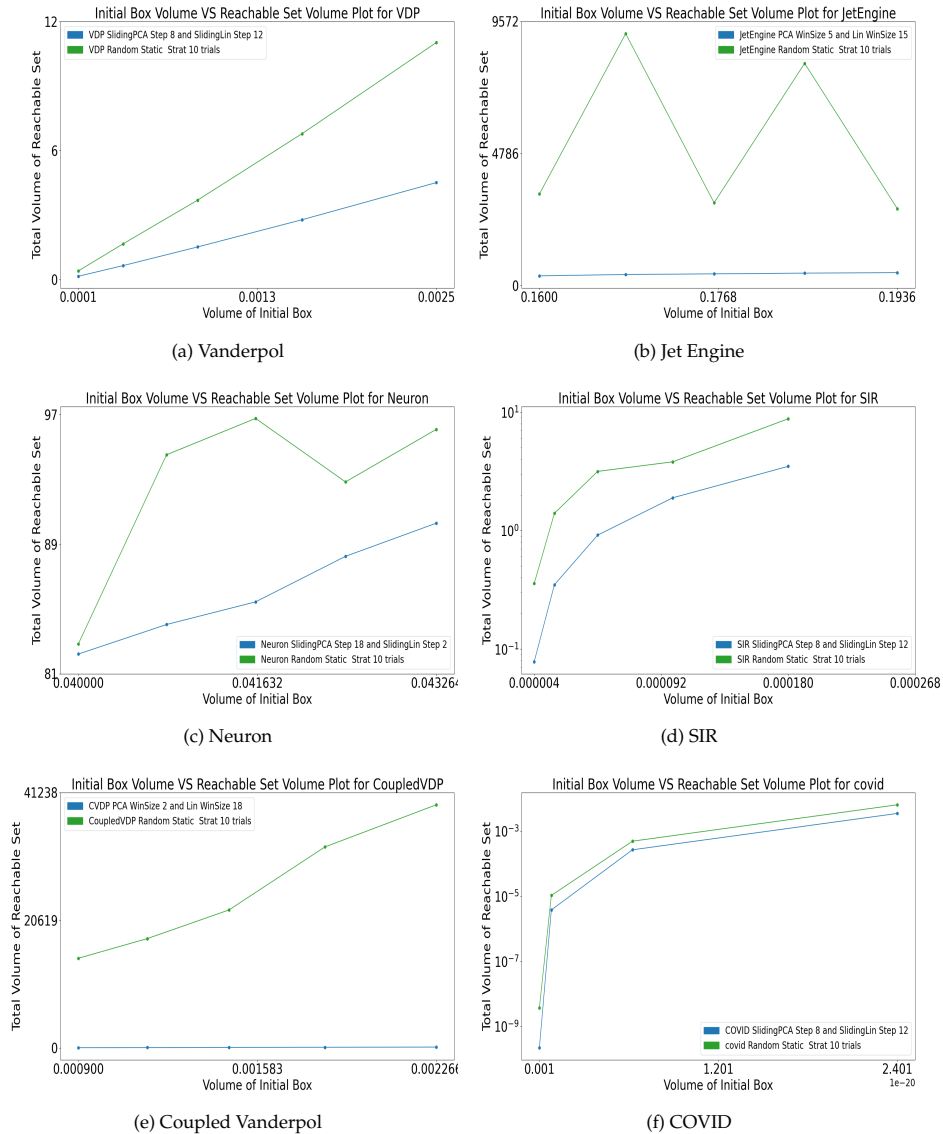 Initial Box Volume VS Reachable Set Volume Plot for VDP
VDP SlidingPCA Step 8 and SlidingLin Step 12
VDP Random Static Strat 10 trials
Total Volume of Reachable Set
12
6
0
0.0001
0.0013
0.0025
Volume of Initial Box
(a) Vanderpol
Initial Box Volume VS Reachable Set Volume Plot for JetEngine
JetEngine PCA WinSize 5 and Lin WinSize 15
JetEngine Random Static Strat 10 trials
Total Volume of Reachable Set
9572
4786
0
0.1600
0.1768
0.1936
Volume of Initial Box
(b) Jet Engine
Initial Box Volume VS Reachable Set Volume Plot for Neuron
Neuron SlidingPCA Step 18 and SlidingLin Step 2
Neuron Random Static Strat 10 trials
Total Volume of Reachable Set
97
89
81
0.040000
0.041632
0.043264
Volume of Initial Box
(c) Neuron
Initial Box Volume VS Reachable Set Volume Plot for SIR
SIR SlidingPCA Step 8 and SlidingLin Step 12
SIR Random Static Strat 10 trials
Total Volume of Reachable Set
10¹
10⁰
10⁻¹
0.000004
0.000092
0.000180
0.000268
Volume of Initial Box
(d) SIR
Initial Box Volume VS Reachable Set Volume Plot for CoupledVDP
CVDP PCA WinSize 2 and Lin WinSize 18
CoupledVDP Random Static Strat 10 trials
Total Volume of Reachable Set
41238
20619
0
0.000900
0.001583
0.002266
Volume of Initial Box
(e) Coupled Vanderpol
Initial Box Volume VS Reachable Set Volume Plot for covid
COVID SlidingPCA Step 8 and SlidingLin Step 12
covid Random Static Strat 10 trials
Total Volume of Reachable Set
10⁻³
10⁻⁵
10⁻⁷
10⁻⁹
0.001
1.201
2.401
1e−20
Volume of Initial Box
(f) COVID